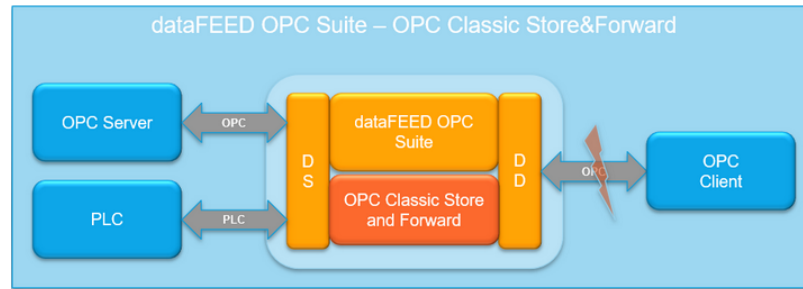 dataFEED OPC Suite – OPC Classic Store&Forward
OPC Server
OPC
PLC
PLC
D
S
dataFEED OPC
Suite
OPC Classic Store
and Forward
D
D
OPC
OPC
Client